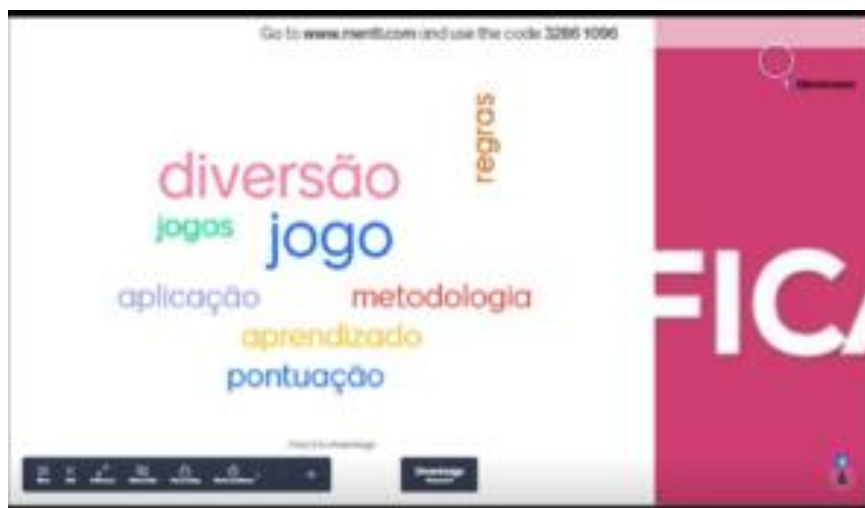 Go to www.menti.com and use the code 3286 1096
regras
diversão
jogos jogo
aplicação metodologia
aprendizado
pontuação
FICA